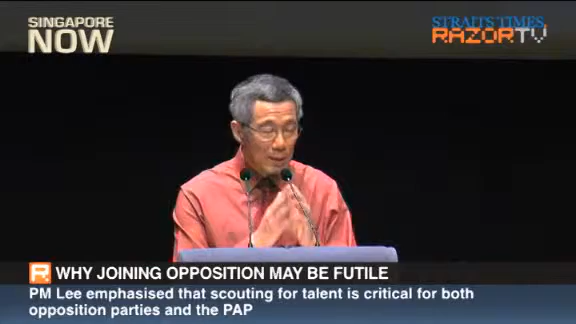 SINGAPORE
NOW
STRAITS TIMES
RAZORTV
R WHY JOINING OPPOSITION MAY BE FUTILE
PM Lee emphasised that scouting for talent is critical for both
opposition parties and the PAP